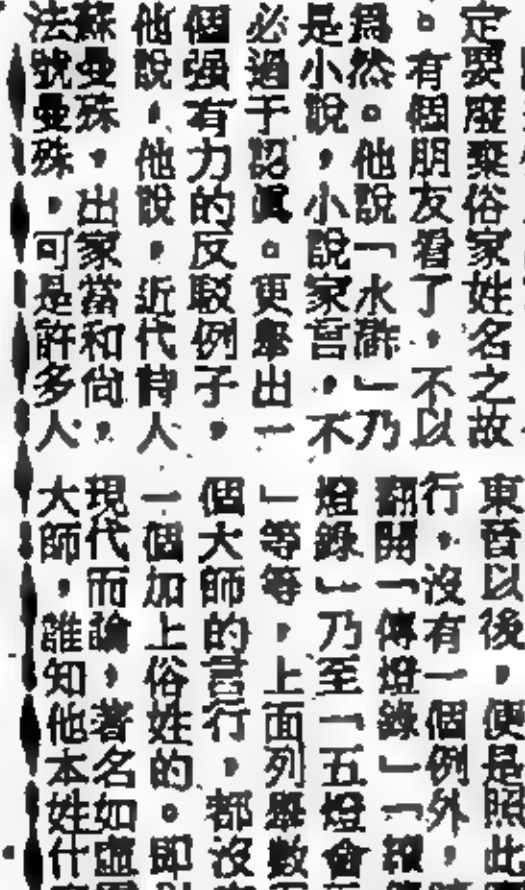 定要廢棄俗家姓名之故
。有個朋友看了，不以
爲然。他說「水滸」乃
是小說，小說家言，不
必過于認眞。更舉出一
個强有力的反駁例子，
他說，他說，近代詩人
蘇曼殊，出家當和尚，
法號曼殊，可是許多人
東晉以後，便是照此
行，沒有一個例外，
翻開「傳燈錄」「續
燈錄」乃至「五燈會
」等等，上面列舉數
個大師的言行，都沒
一個加上俗姓的。即
現代而論，著名如虛
大師，誰知他本姓什